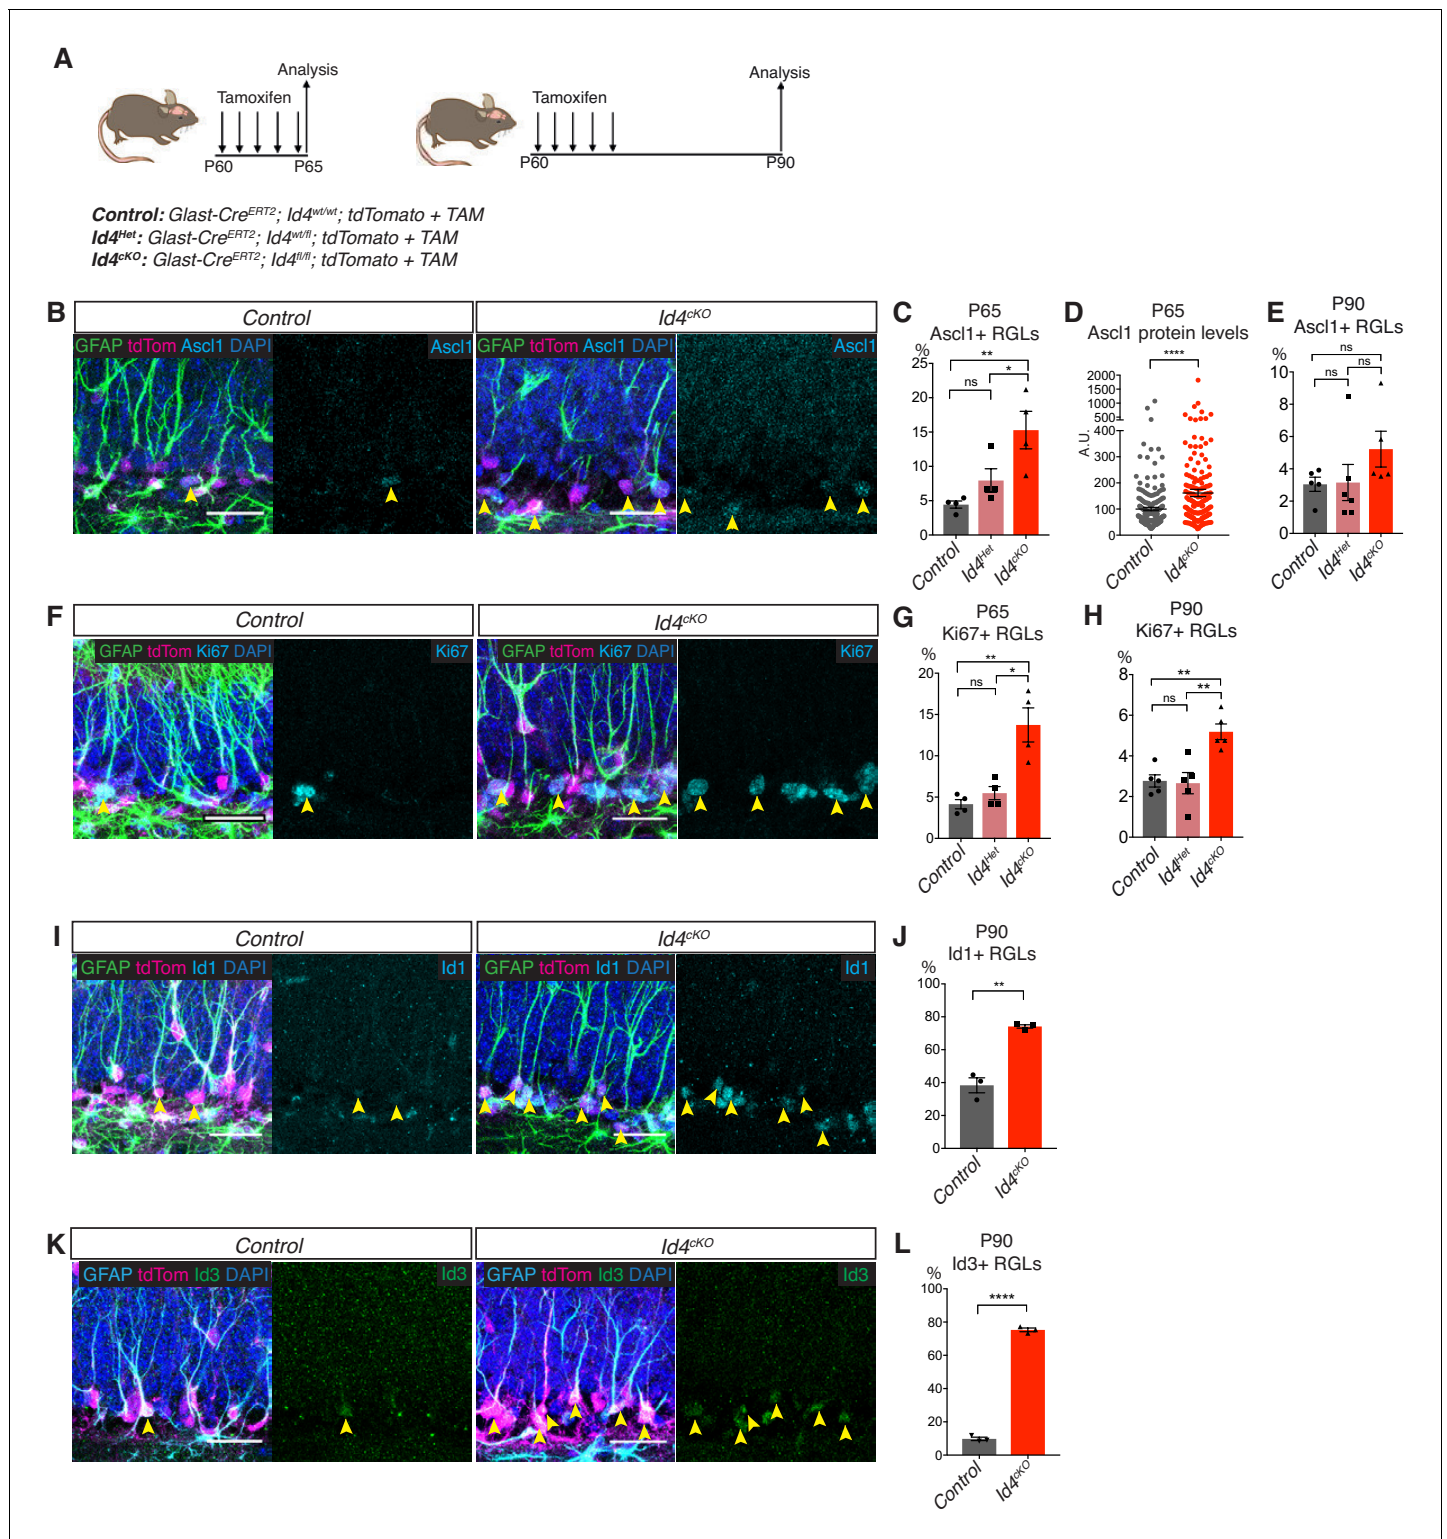 A
Analysis
Tamoxifen
P60
P65
Analysis
Tamoxifen
P60
P90
Control: Glast-CreERT2; Id4wt/wt; tdTomato + TAM
Id4Het: Glast-CreERT2; Id4wt/fl; tdTomato + TAM
Id4cKO: Glast-CreERT2; Id4fl/fl; tdTomato + TAM
B
Control
Id4cKO
GFAP tdTom Ascl1 DAPI
Ascl1
GFAP tdTom Ascl1 DAPI
Ascl1
C
P65
Ascl1+ RGLs
%
**
ns
*
25
20
15
10
5
0
Control
Id4Het
Id4cKO
D
P65
Ascl1 protein levels
****
A.U.
2000
1500
1000
500
400
300
200
100
0
Control
Id4cKO
E
P90
Ascl1+ RGLs
%
ns
ns
ns
10
8
6
4
2
0
Control
Id4Het
Id4cKO
F
Control
Id4cKO
GFAP tdTom Ki67 DAPI
Ki67
GFAP tdTom Ki67 DAPI
Ki67
G
P65
Ki67+ RGLs
%
**
ns
*
20
15
10
5
0
Control
Id4Het
Id4cKO
H
P90
Ki67+ RGLs
%
**
ns
**
8
6
4
2
0
Control
Id4Het
Id4cKO
I
Control
Id4cKO
GFAP tdTom Id1 DAPI
Id1
GFAP tdTom Id1 DAPI
Id1
J
P90
Id1+ RGLs
%
**
100
80
60
40
20
0
Control
Id4cKO
K
Control
Id4cKO
GFAP tdTom Id3 DAPI
Id3
GFAP tdTom Id3 DAPI
Id3
L
P90
Id3+ RGLs
%
****
100
80
60
40
20
0
Control
Id4cKO